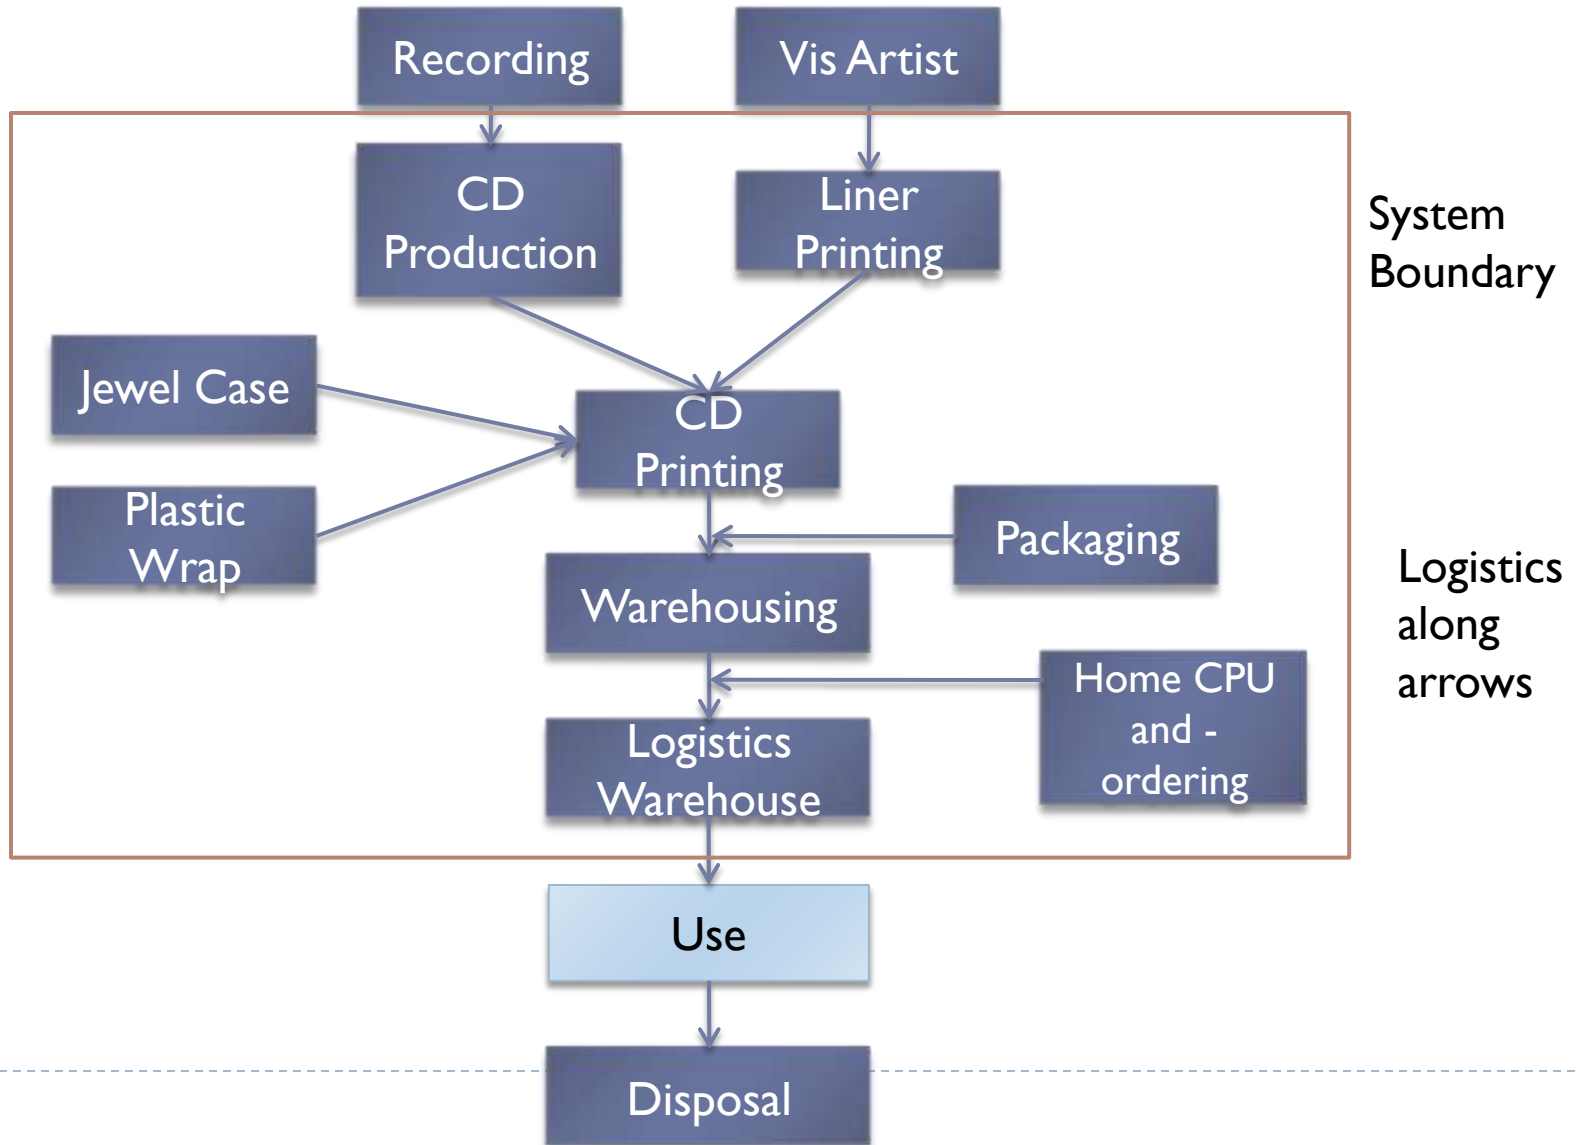 Recording
Vis Artist
CD
Production
Liner
Printing
System
Boundary
Jewel Case
CD
Printing
Plastic
Wrap
Packaging
Logistics
along
arrows
Warehousing
Home CPU
and -
ordering
Logistics
Warehouse
Use
Disposal